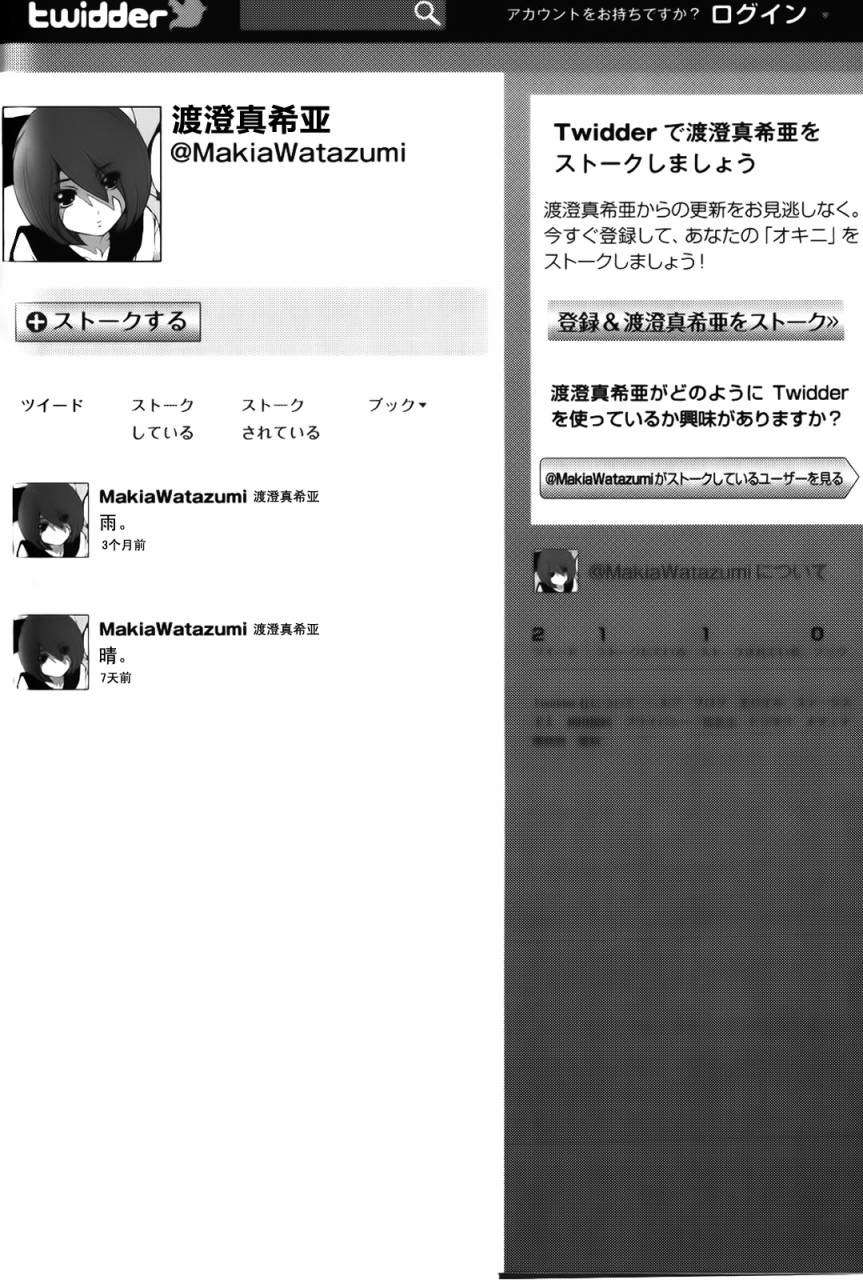 twidder
アカウントをお持ちですか？ ログイン
渡澄真希亚
@MakiaWatazumi
ストークする
ツイード ストークしている ストークされている ブック▾
MakiaWatazumi 渡澄真希亚
雨。
3个月前
MakiaWatazumi 渡澄真希亚
晴。
7天前
Twidder で渡澄真希亜を
ストークしましょう
渡澄真希亜からの更新をお見逃しなく。
今すぐ登録して、あなたの「オキニ」を
ストークしましょう！
登録＆渡澄真希亜をストーク»
渡澄真希亜がどのように Twidder
を使っているか興味がありますか？
@MakiaWatazumiがストークしているユーザーを見る
@MakiaWatazumi について
2 1 1 0